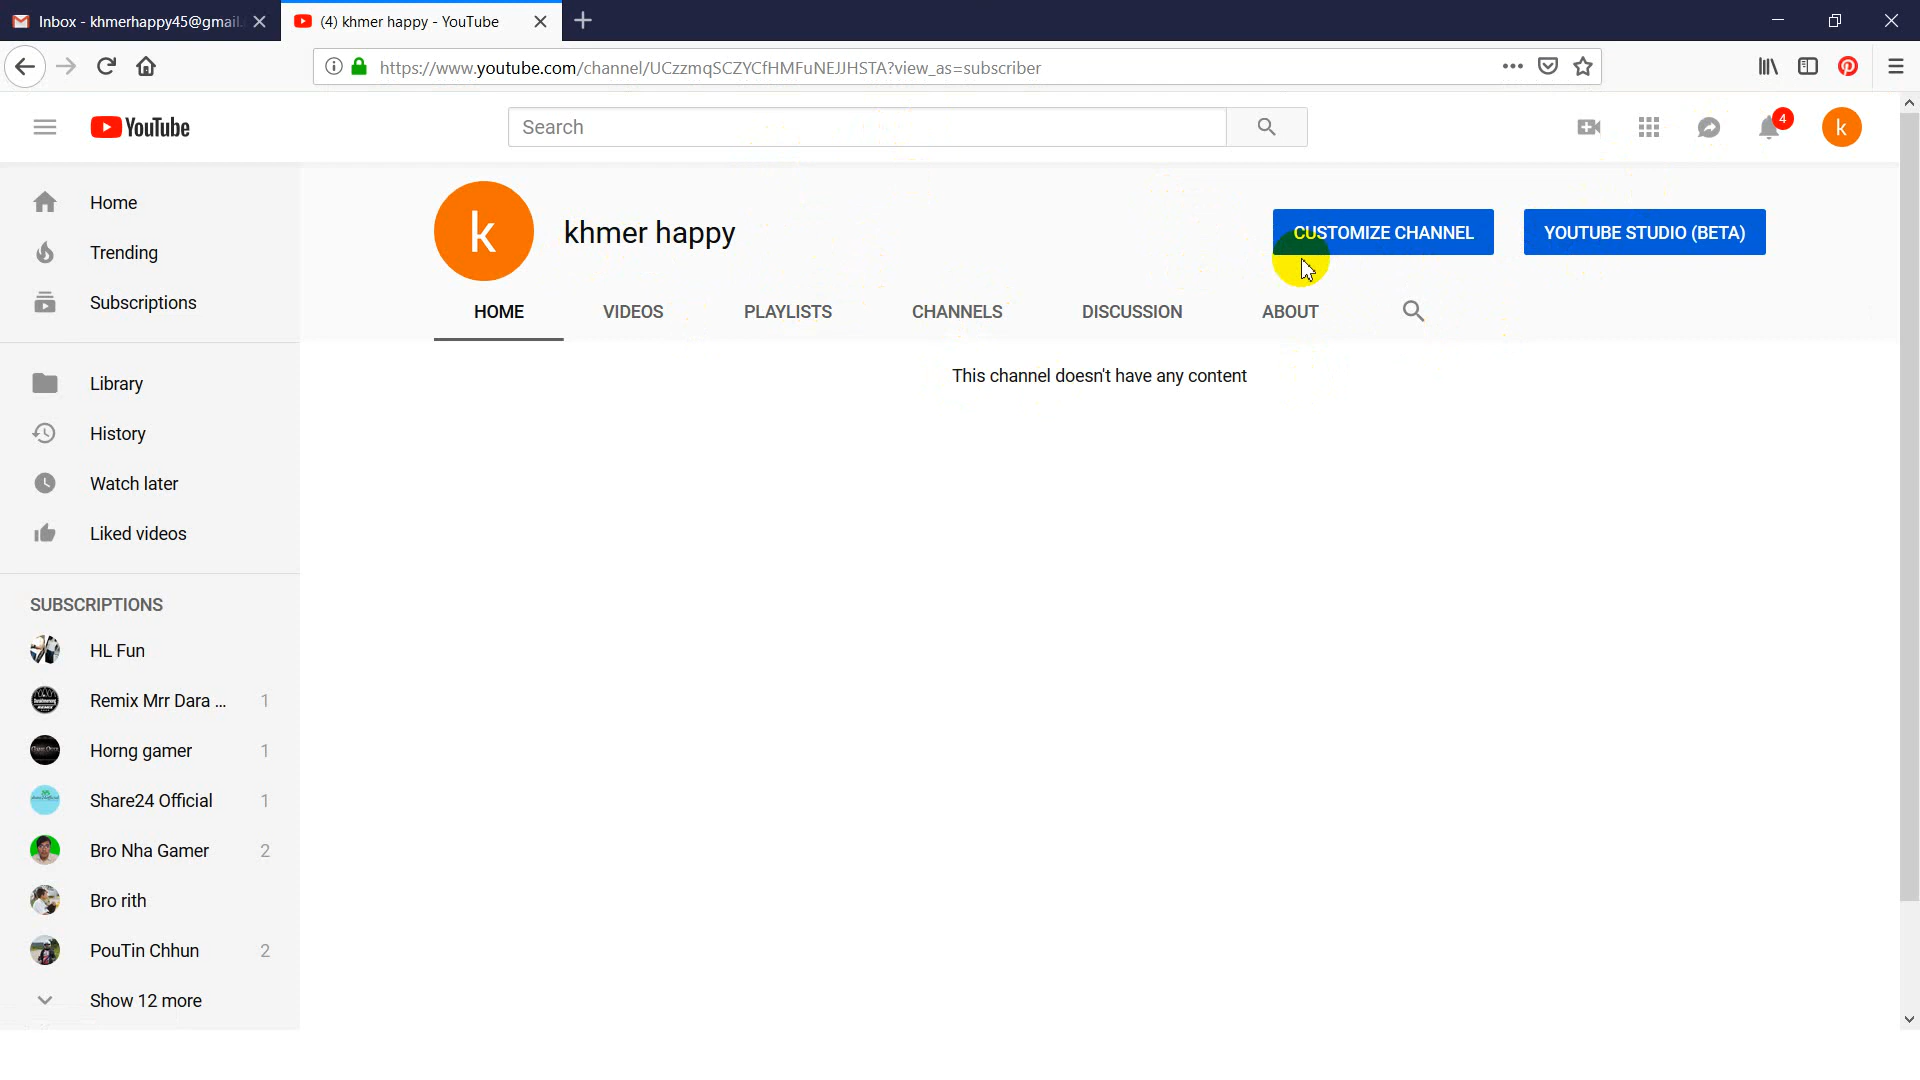 Inbox - khmerhappy45@gmail.
(4) khmer happy - YouTube
https://www.youtube.com/channel/UCzzmqSCZYCfHMFuNEJJHSTA?view_as=subscriber
YouTube
Search
4
k
Home
Trending
Subscriptions
Library
History
Watch later
Liked videos
SUBSCRIPTIONS
HL Fun
Remix Mrr Dara ... 1
Horng gamer 1
Share24 Official 1
Bro Nha Gamer 2
Bro rith
PouTin Chhun 2
Show 12 more
k
khmer happy
CUSTOMIZE CHANNEL
YOUTUBE STUDIO (BETA)
HOME VIDEOS PLAYLISTS CHANNELS DISCUSSION ABOUT
This channel doesn't have any content